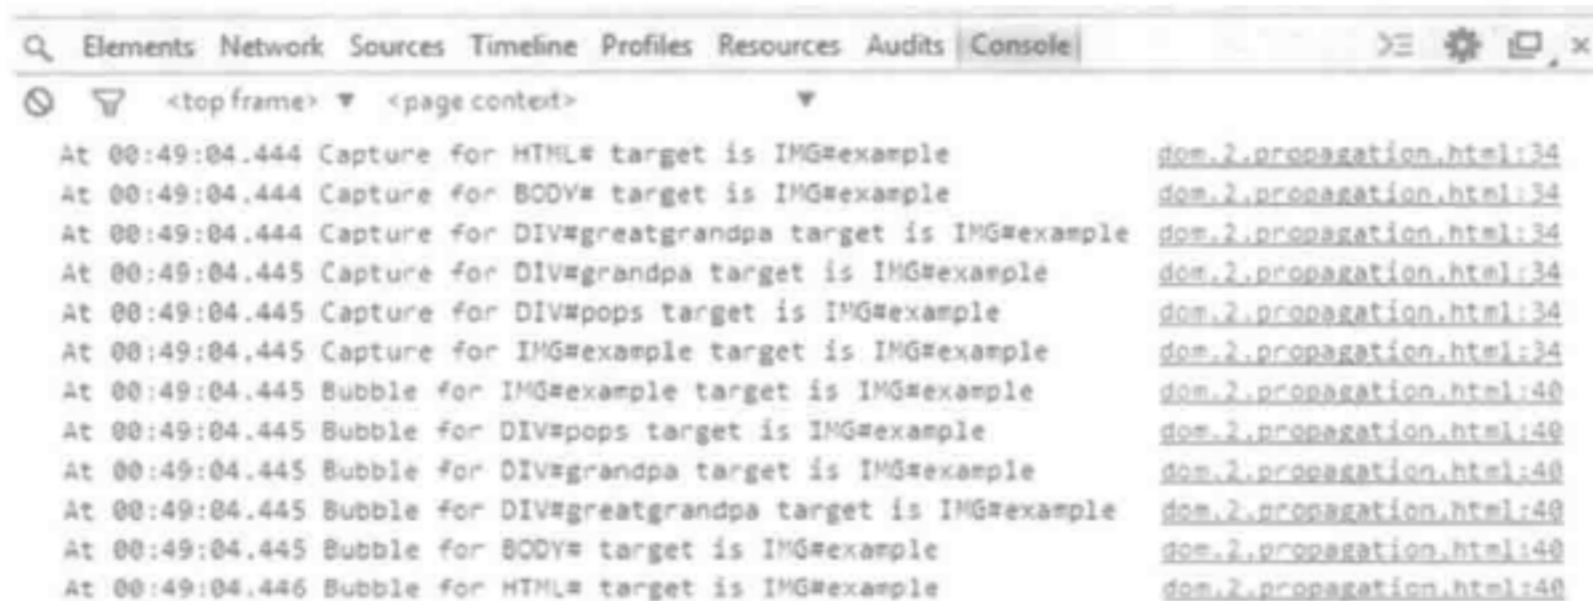 Elements Network Sources Timeline Profiles Resources Audits Console
<top frame> <page context>
At 00:49:04.444 Capture for HTML# target is IMG#example dom.2.propagation.html:34
At 00:49:04.444 Capture for BODY# target is IMG#example dom.2.propagation.html:34
At 00:49:04.444 Capture for DIV#greatgrandpa target is IMG#example dom.2.propagation.html:34
At 00:49:04.445 Capture for DIV#grandpa target is IMG#example dom.2.propagation.html:34
At 00:49:04.445 Capture for DIV#pops target is IMG#example dom.2.propagation.html:34
At 00:49:04.445 Capture for IMG#example target is IMG#example dom.2.propagation.html:34
At 00:49:04.445 Bubble for IMG#example target is IMG#example dom.2.propagation.html:40
At 00:49:04.445 Bubble for DIV#pops target is IMG#example dom.2.propagation.html:40
At 00:49:04.445 Bubble for DIV#grandpa target is IMG#example dom.2.propagation.html:40
At 00:49:04.445 Bubble for DIV#greatgrandpa target is IMG#example dom.2.propagation.html:40
At 00:49:04.445 Bubble for BODY# target is IMG#example dom.2.propagation.html:40
At 00:49:04.446 Bubble for HTML# target is IMG#example dom.2.propagation.html:40